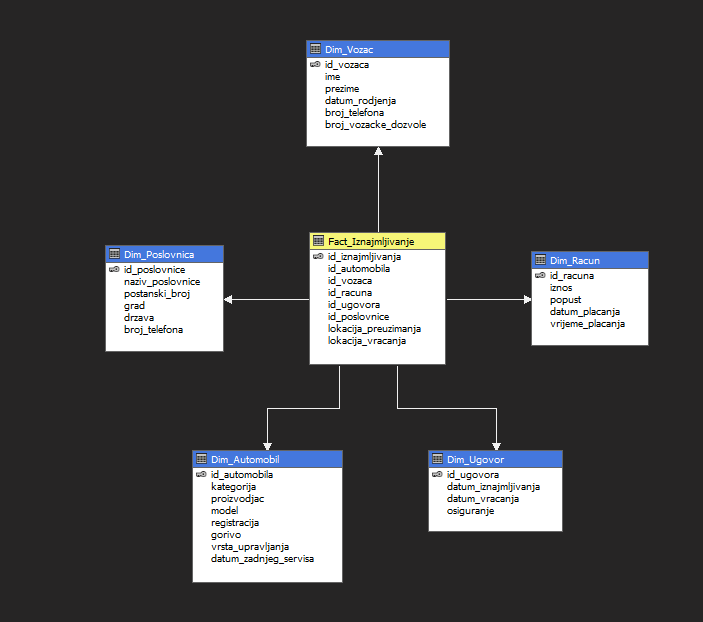 Dim_Vozac
id_vozaca
ime
prezime
datum_rodjenja
broj_telefona
broj_vozacke_dozvole
Fact_Iznajmljivanje
id_iznajmljivanja
id_automobila
id_vozaca
id_racuna
id_ugovora
id_poslovnice
lokacija_preuzimanja
lokacija_vracanja
Dim_Poslovnica
id_poslovnice
naziv_poslovnice
postanski_broj
grad
drzava
broj_telefona
Dim_Racun
id_racuna
iznos
popust
datum_placanja
vrijeme_placanja
Dim_Automobil
id_automobila
kategorija
proizvodjac
model
registracija
gorivo
vrsta_upravljanja
datum_zadnjeg_servisa
Dim_Ugovor
id_ugovora
datum_iznajmljivanja
datum_vracanja
osiguranje